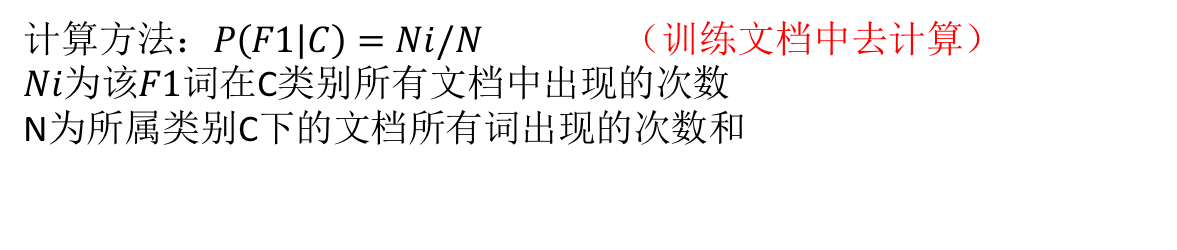 计算方法：P(F1|C) = Ni/N （训练文档中去计算）
Ni为该F1词在C类别所有文档中出现的次数
N为所属类别C下的文档所有词出现的次数和